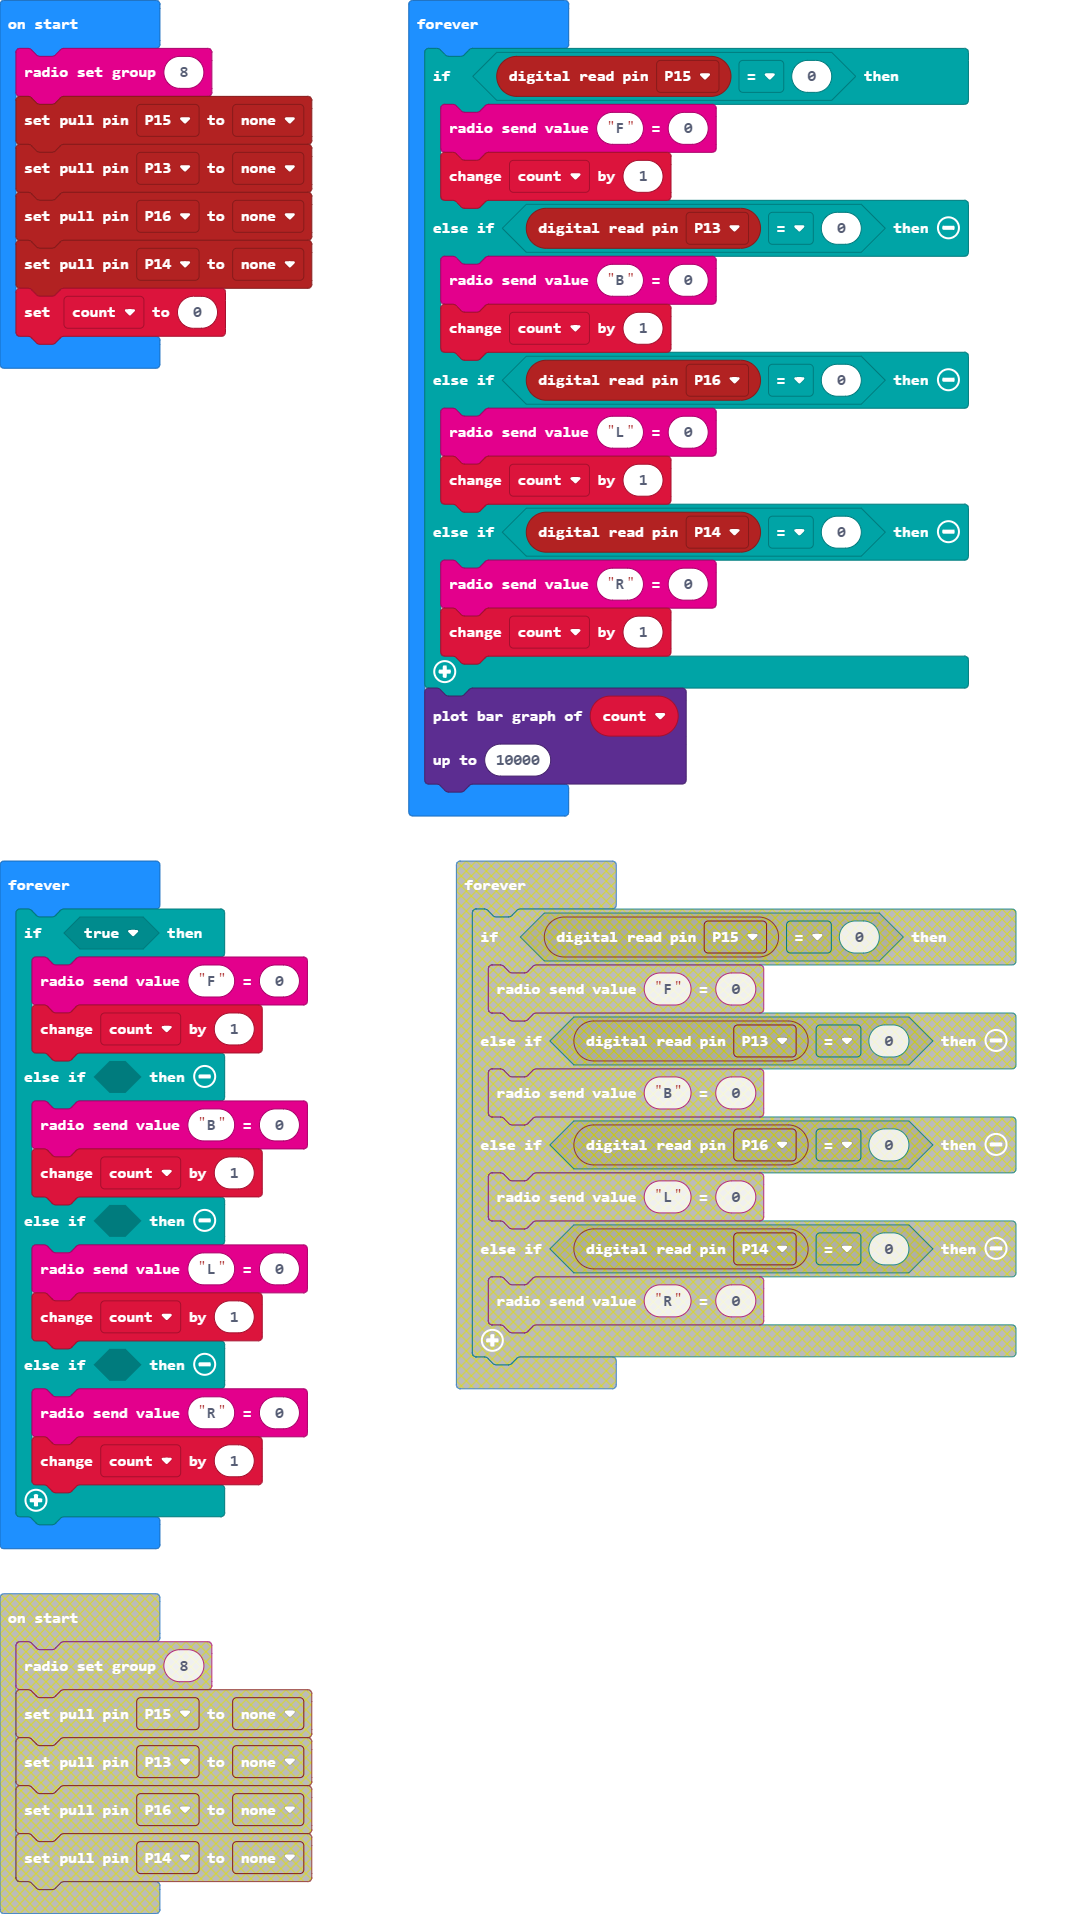 on start
radio set group 8
set pull pin P15 to none
set pull pin P13 to none
set pull pin P16 to none
set pull pin P14 to none
set count to 0
forever
if digital read pin P15 = 0 then
radio send value "F" = 0
change count by 1
else if digital read pin P13 = 0 then
radio send value "B" = 0
change count by 1
else if digital read pin P16 = 0 then
radio send value "L" = 0
change count by 1
else if digital read pin P14 = 0 then
radio send value "R" = 0
change count by 1
plot bar graph of count
up to 10000
forever
if true then
radio send value "F" = 0
change count by 1
else if then
radio send value "B" = 0
change count by 1
else if then
radio send value "L" = 0
change count by 1
else if then
radio send value "R" = 0
change count by 1
forever
if digital read pin P15 = 0 then
radio send value "F" = 0
else if digital read pin P13 = 0 then
radio send value "B" = 0
else if digital read pin P16 = 0 then
radio send value "L" = 0
else if digital read pin P14 = 0 then
radio send value "R" = 0
on start
radio set group 8
set pull pin P15 to none
set pull pin P13 to none
set pull pin P16 to none
set pull pin P14 to none